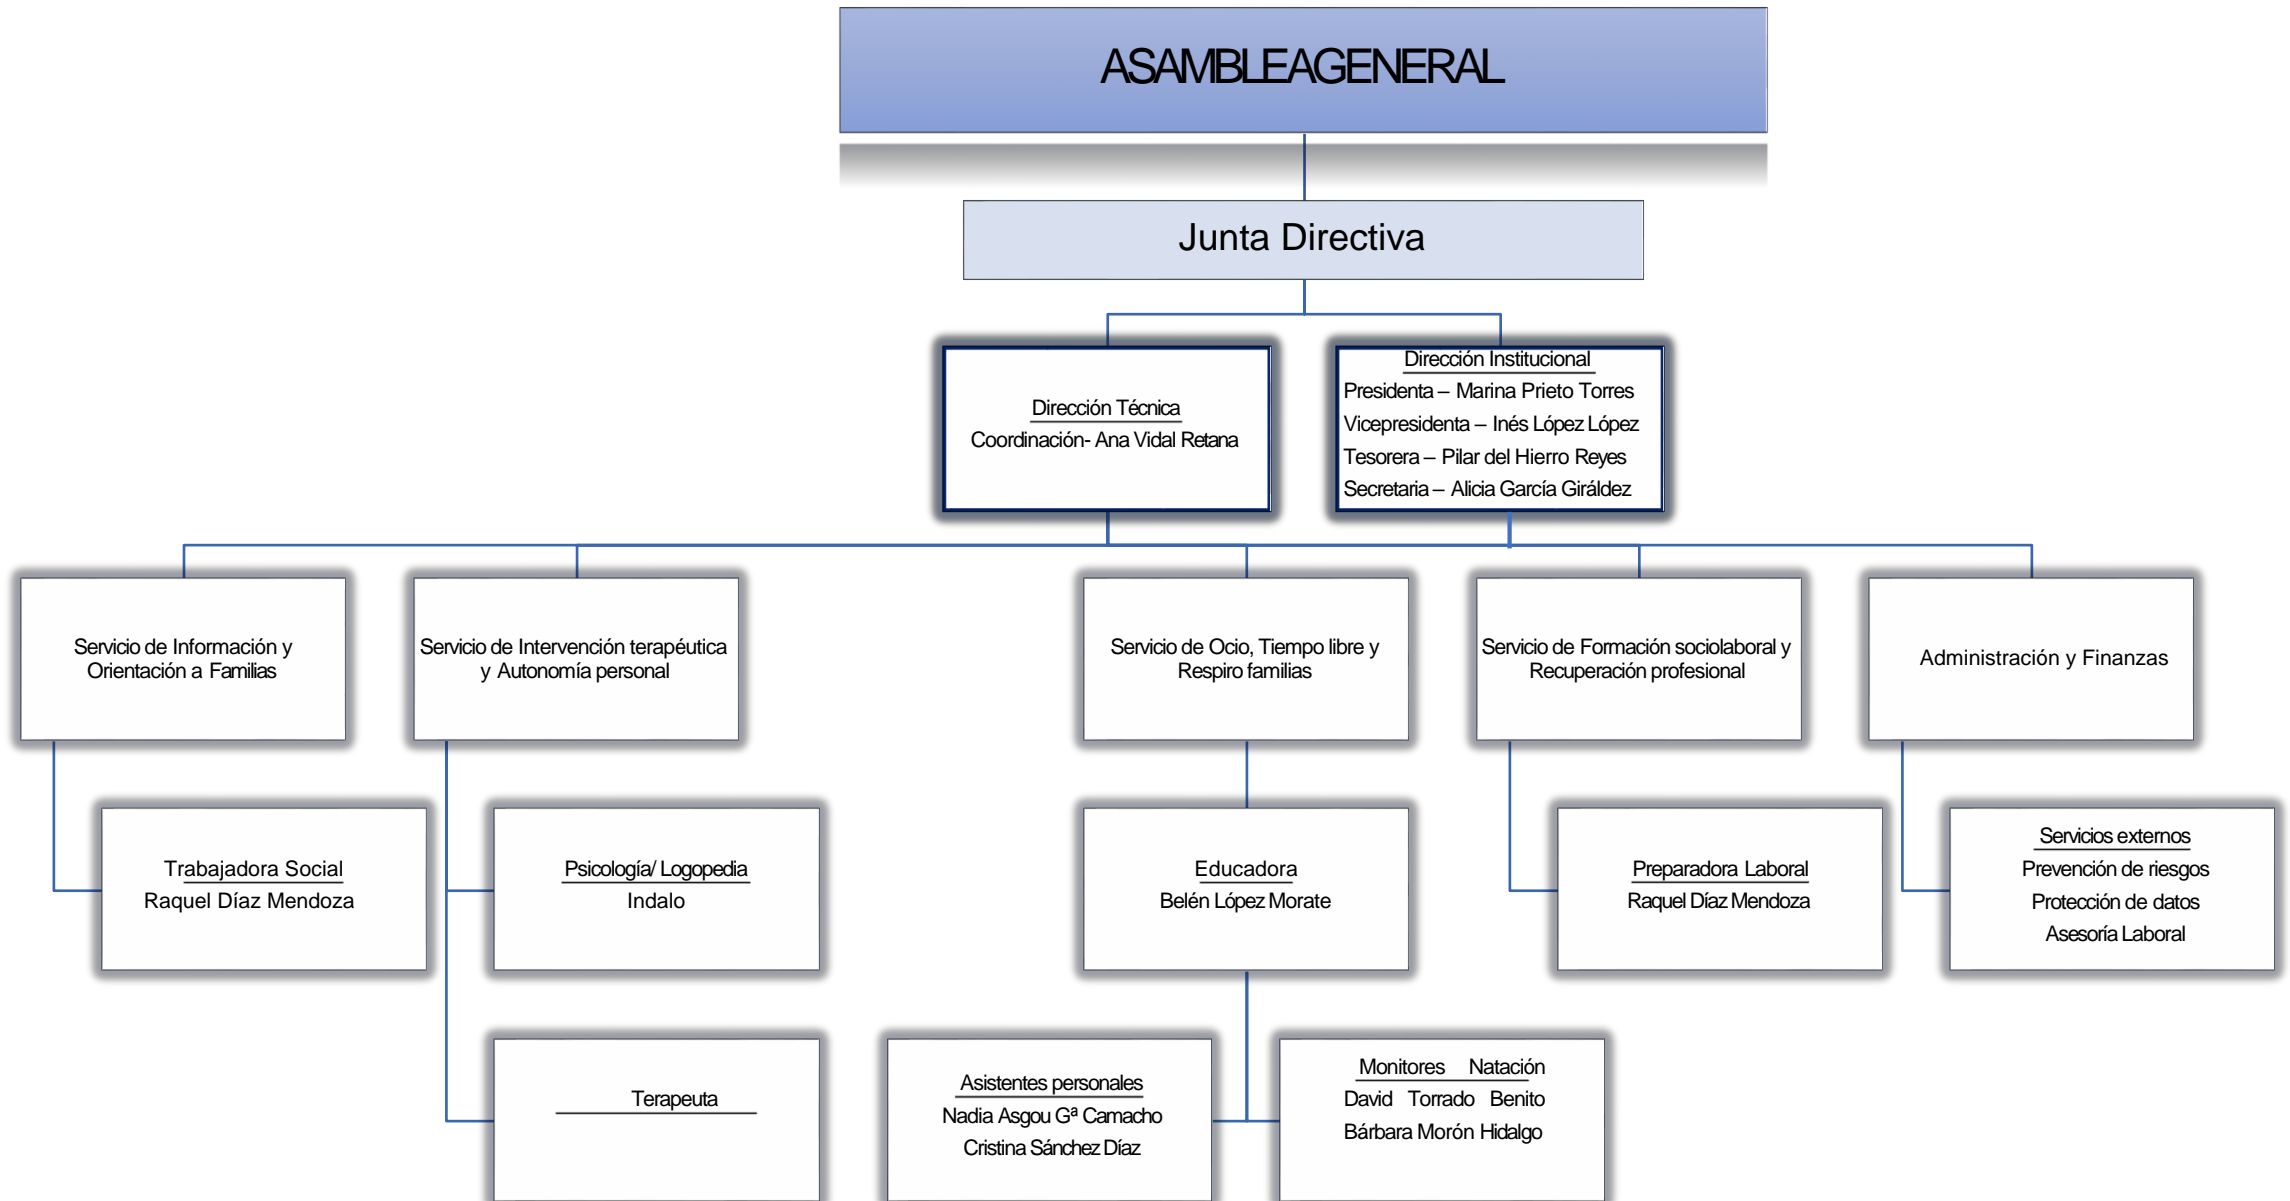 ASAMBLEAGENERAL
Junta Directiva
Dirección Técnica
Coordinación- Ana Vidal Retana
Dirección Institucional
Presidenta – Marina Prieto Torres
Vicepresidenta – Inés López López
Tesorera – Pilar del Hierro Reyes
Secretaria – Alicia García Giráldez
Servicio de Información y
Orientación a Familias
Servicio de Intervención terapéutica
y Autonomía personal
Servicio de Ocio, Tiempo libre y
Respiro familias
Servicio de Formación sociolaboral y
Recuperación profesional
Administración y Finanzas
Trabajadora Social
Raquel Díaz Mendoza
Psicología/ Logopedia
Indalo
Educadora
Belén López Morate
Preparadora Laboral
Raquel Díaz Mendoza
Servicios externos
Prevención de riesgos
Protección de datos
Asesoría Laboral
Terapeuta
Asistentes personales
Nadia Asgou Gª Camacho
Cristina Sánchez Díaz
Monitores Natación
David Torrado Benito
Bárbara Morón Hidalgo